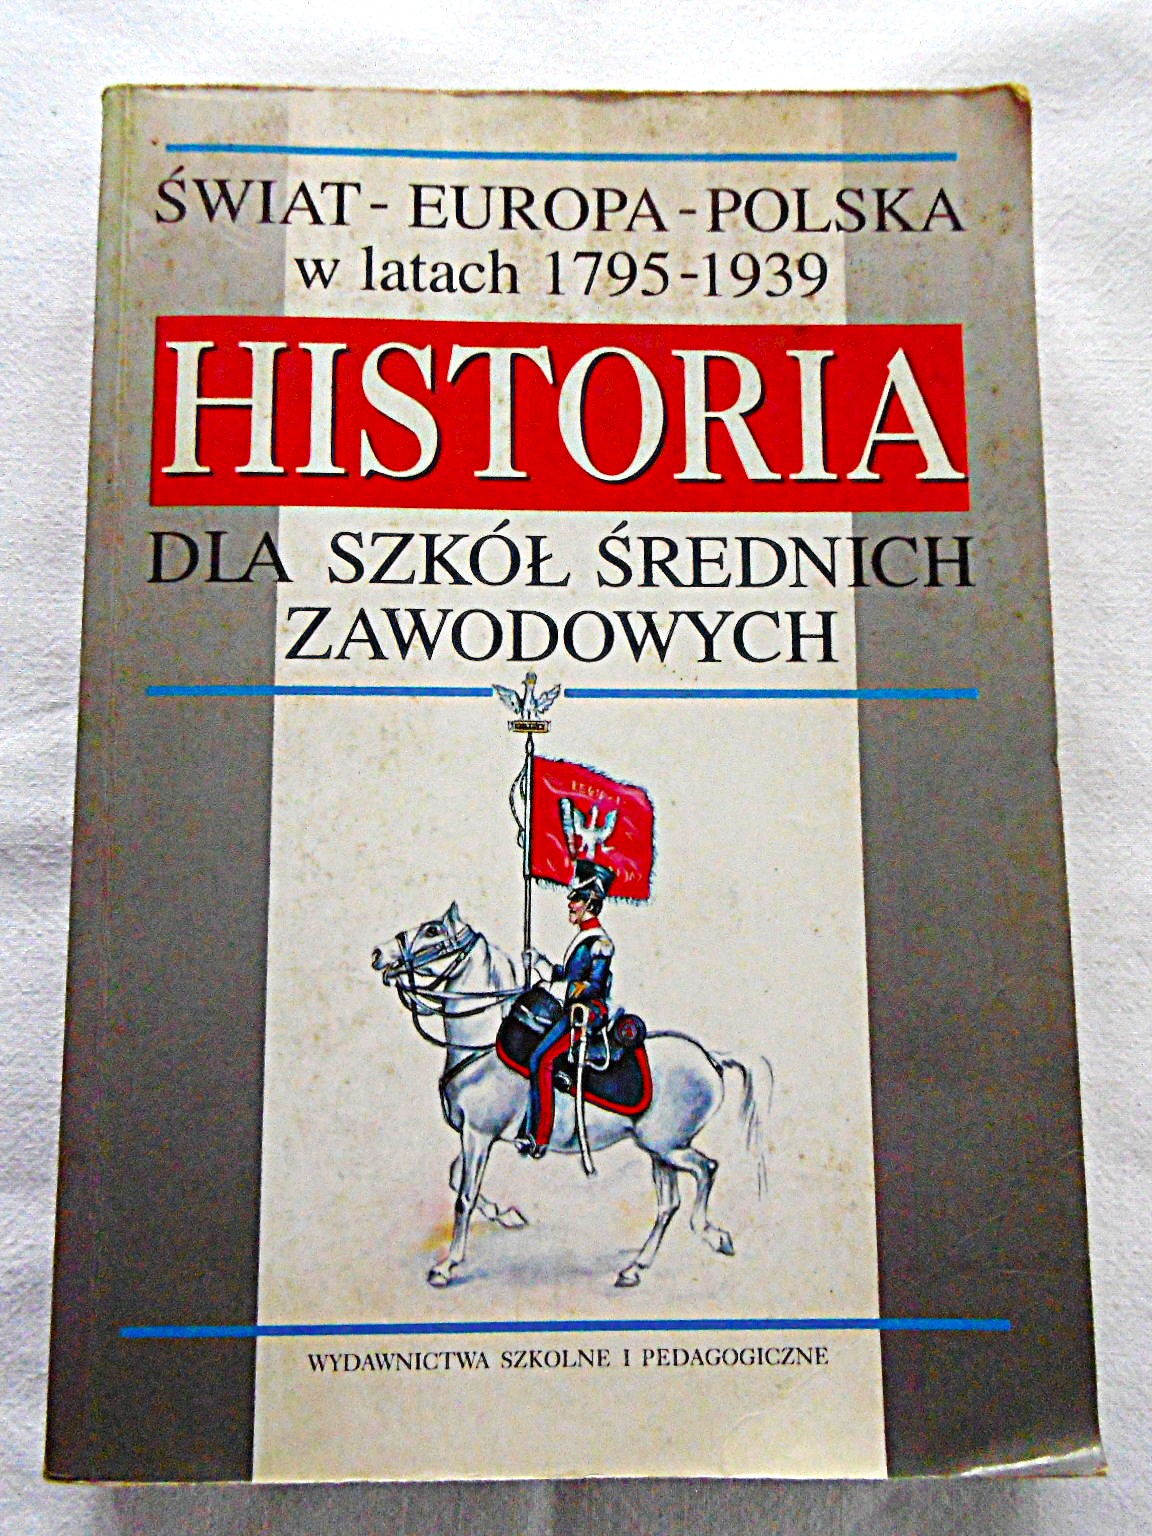 ŚWIAT - EUROPA - POLSKA
w latach 1795-1939
HISTORIA
DLA SZKÓŁ ŚREDNICH
ZAWODOWYCH
WYDAWNICTWA SZKOLNE I PEDAGOGICZNE